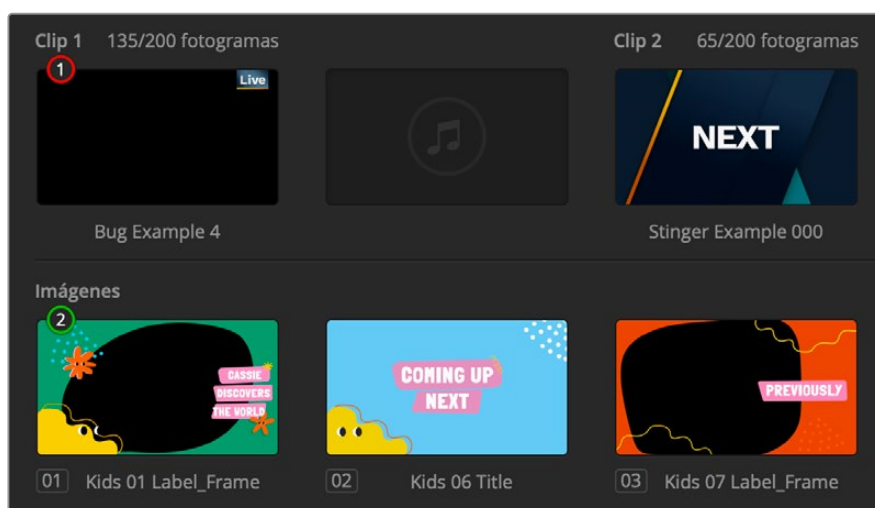 Clip 1 135/200 fotogramas
Clip 2 65/200 fotogramas
1
Live
NEXT
Bug Example 4
Stinger Example 000
Imágenes
2
CASSIE
DISCOVERS
THE WORLD
COMING UP
NEXT
PREVIOUSLY
01 Kids 01 Label_Frame
02 Kids 06 Title
03 Kids 07 Label_Frame